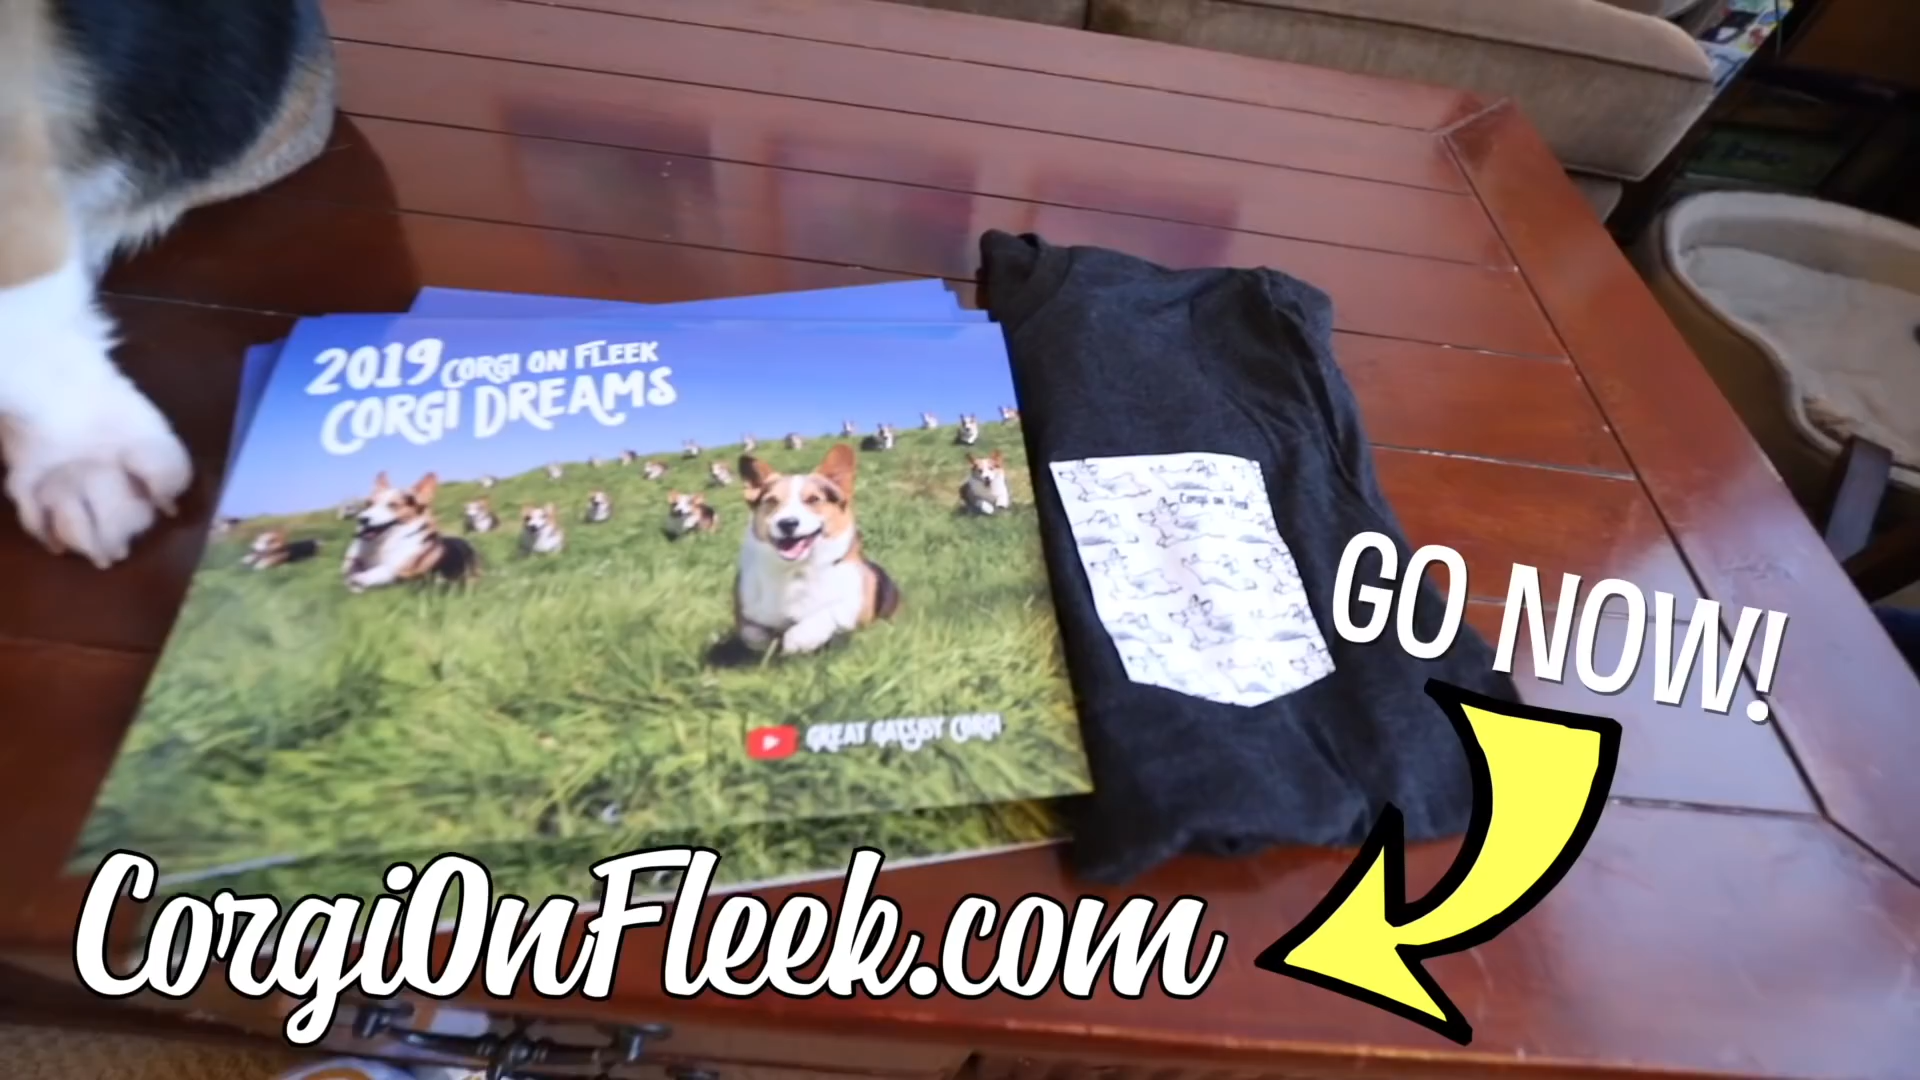 2019 CORGI ON FLEEK
CORGI DREAMS
Corgi on Fleek
GREAT GATSBY CORGI
GO NOW!
CorgiOnFleek.com